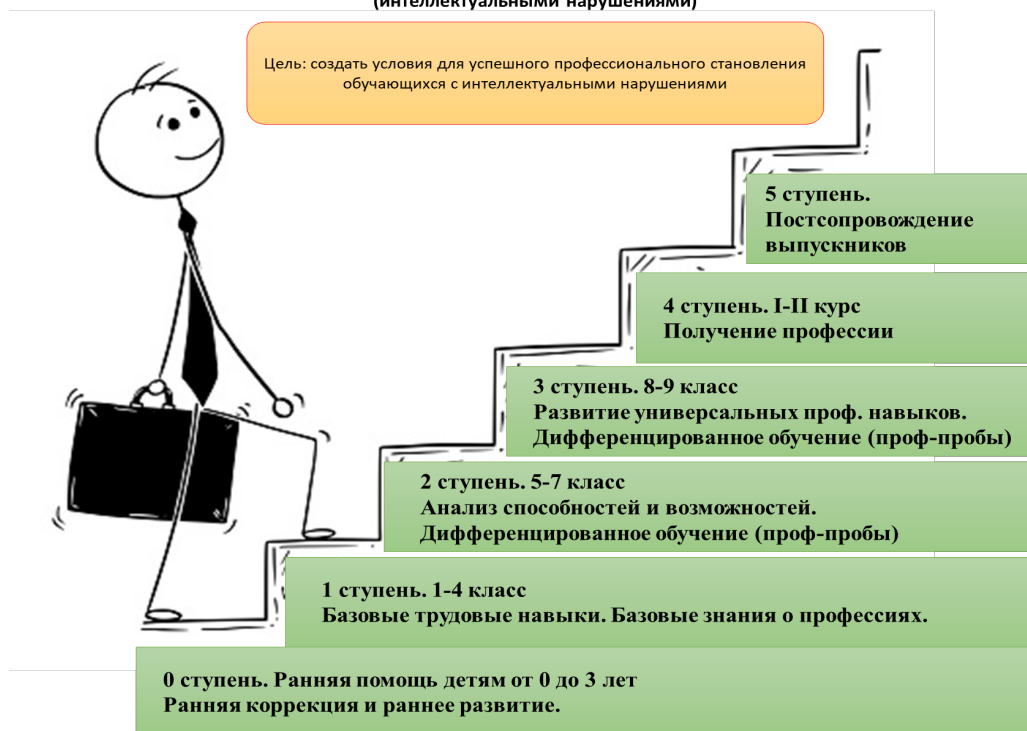 (интеллектуальными нарушениями)
Цель: создать условия для успешного профессионального становления
обучающихся с интеллектуальными нарушениями
5 ступень.
Постсопровождение
выпускников
4 ступень. I-II курс
Получение профессии
3 ступень. 8-9 класс
Развитие универсальных проф. навыков.
Дифференцированное обучение (проф-пробы)
2 ступень. 5-7 класс
Анализ способностей и возможностей.
Дифференцированное обучение (проф-пробы)
1 ступень. 1-4 класс
Базовые трудовые навыки. Базовые знания о профессиях.
0 ступень. Ранняя помощь детям от 0 до 3 лет
Ранняя коррекция и раннее развитие.